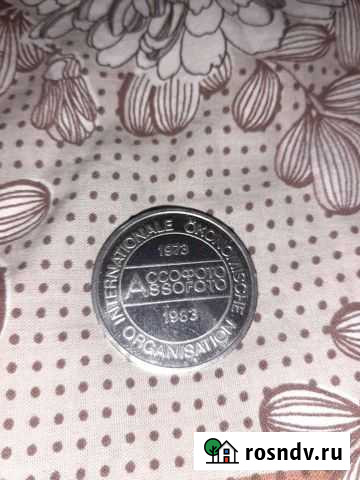 INTERNATIONALE ÖKONOMISCHE ORGANISATION
1973
АССОФОТО
ASSOFOTO
1983
rosndv.ru